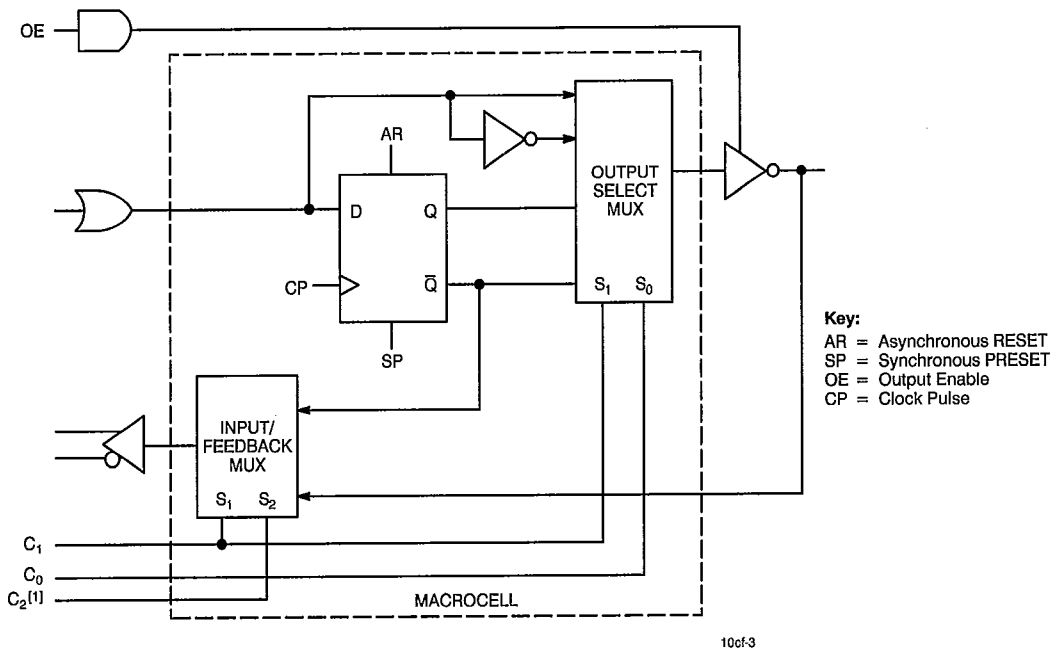 OE
AR
OUTPUT
SELECT
MUX
D Q
CP Q̅
S₁ S₀
SP
Key:
AR = Asynchronous RESET
SP = Synchronous PRESET
OE = Output Enable
CP = Clock Pulse
INPUT/
FEEDBACK
MUX
S₁ S₂
C₁
C₀
C₂[1]
MACROCELL
10cf-3